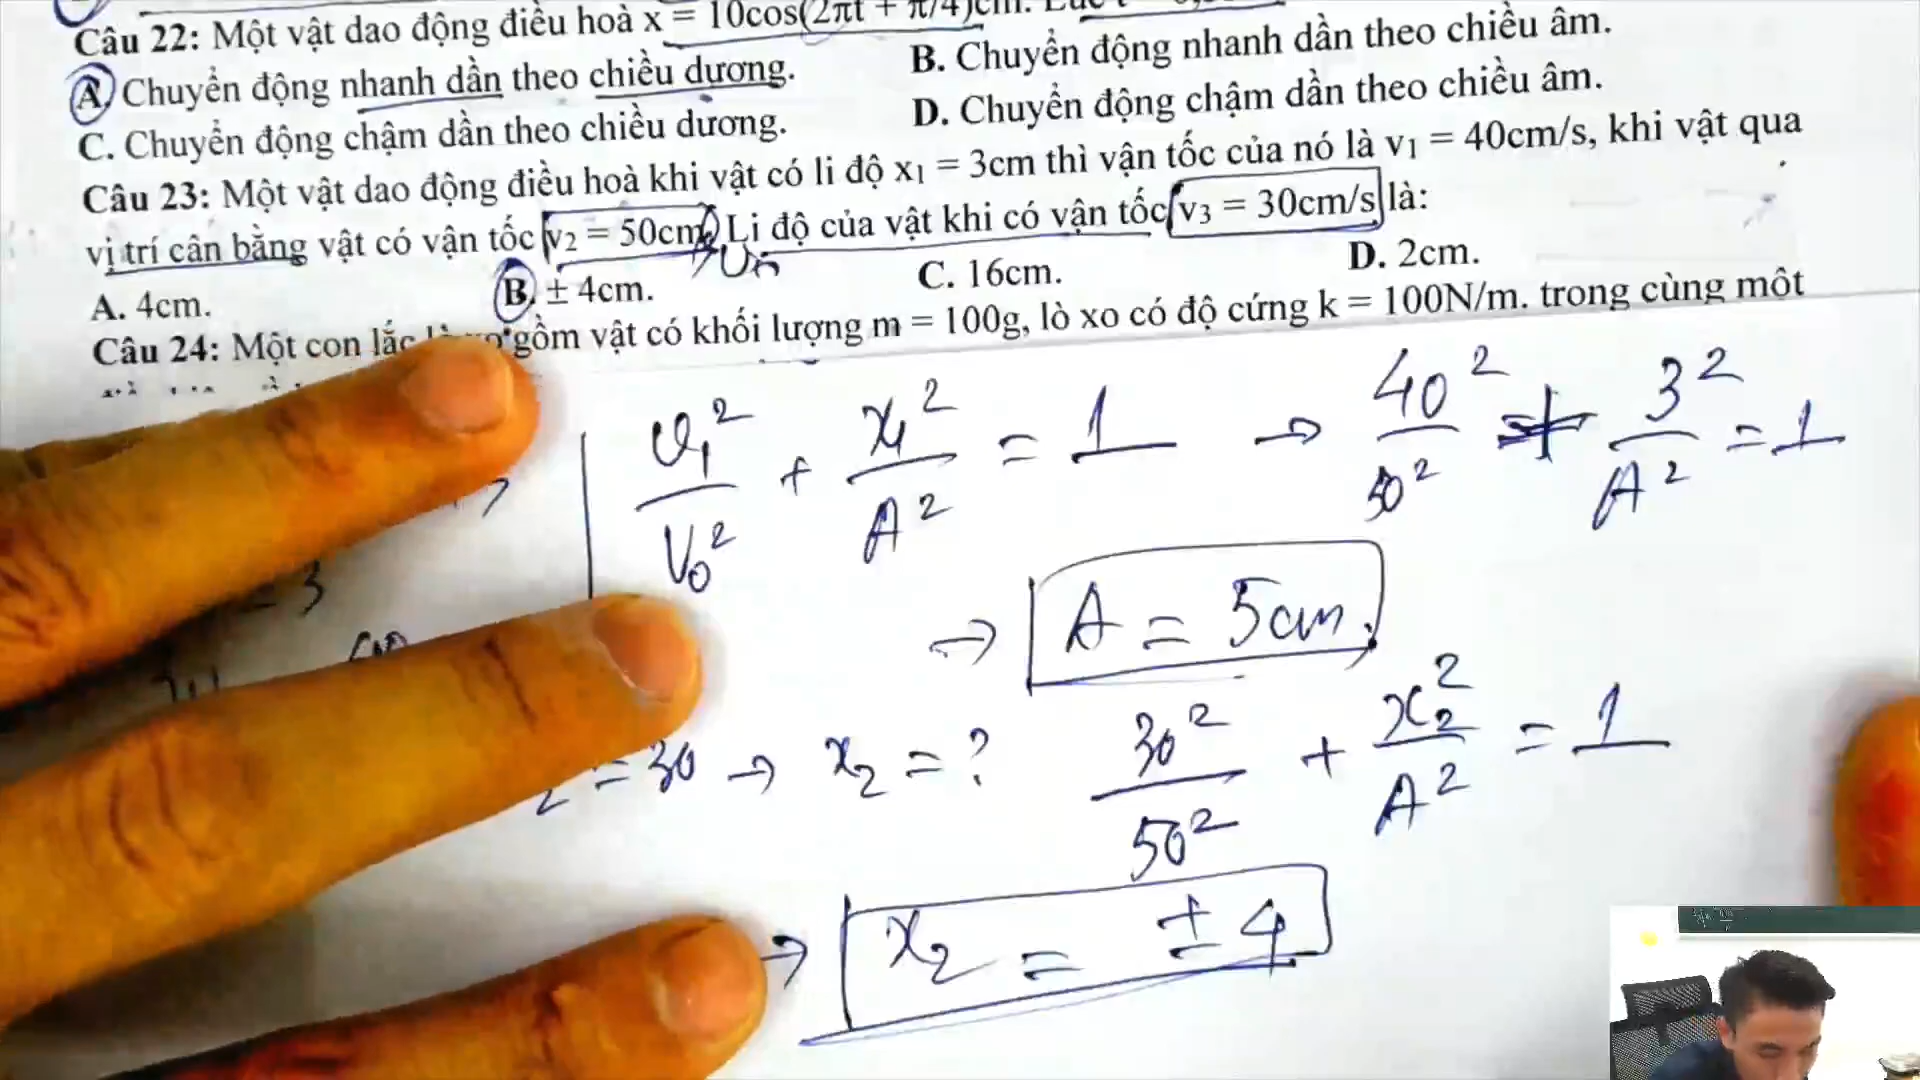 Câu 22: Một vật dao động điều hoà x = 10cos(2πt + π/4)cm.
A. Chuyển động nhanh dần theo chiều dương.
B. Chuyển động nhanh dần theo chiều âm.
C. Chuyển động chậm dần theo chiều dương.
D. Chuyển động chậm dần theo chiều âm.
Câu 23: Một vật dao động điều hoà khi vật có li độ x₁ = 3cm thì vận tốc của nó là v₁ = 40cm/s, khi vật qua
vị trí cân bằng vật có vận tốc v₂ = 50cm. Li độ của vật khi có vận tốc v₃ = 30cm/s là:
A. 4cm. B. ± 4cm. C. 16cm. D. 2cm.
Câu 24: Một con lắc gồm vật có khối lượng m = 100g, lò xo có độ cứng k = 100N/m. trong cùng một
v₁²/V₀² + x₁²/A² = 1 → 40²/50² + 3²/A² = 1
→ A = 5cm.
₂ = 30 → x₂ = ? 30²/50² + x₂²/A² = 1
→ x₂ = ± 4